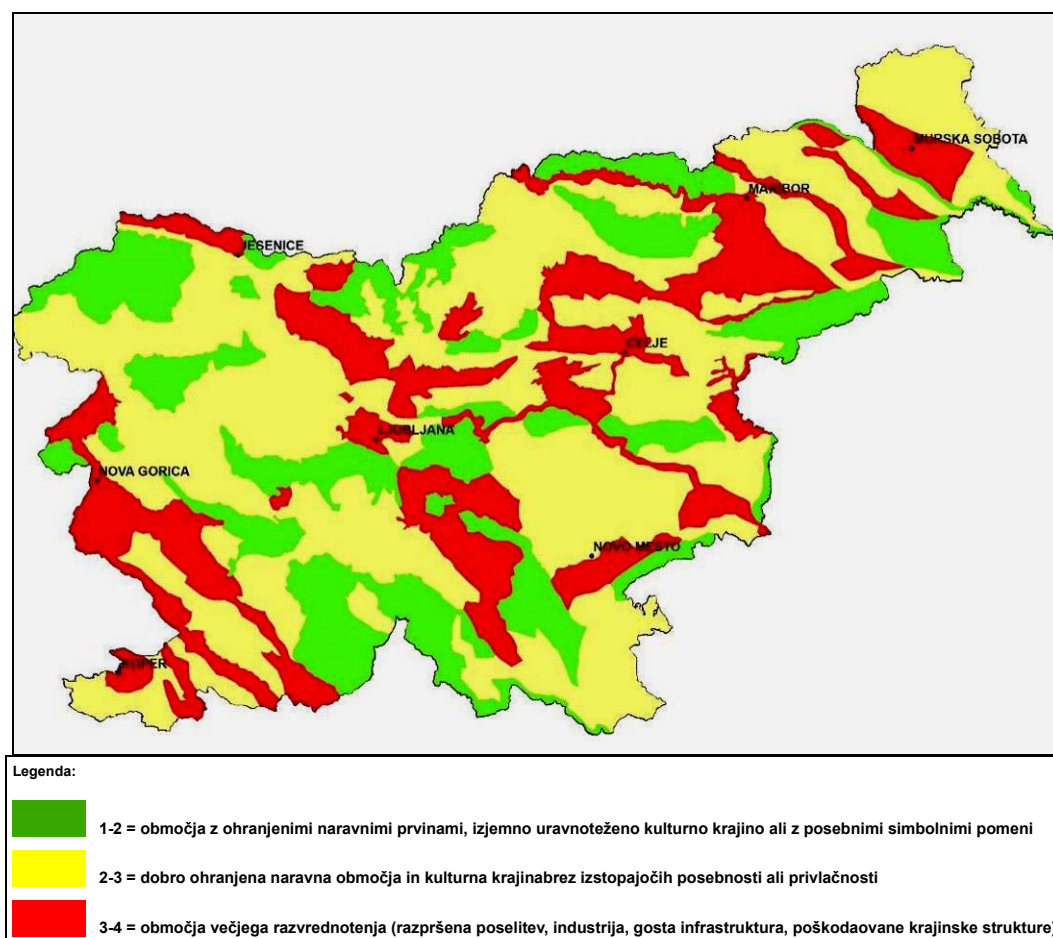 MURSKA SOBOTA
MARIBOR
JESENICE
CELJE
LJUBLJANA
NOVA GORICA
NOVO MESTO
KOPER
Legenda:
1-2 = območja z ohranjenimi naravnimi prvinami, izjemno uravnoteženo kulturno krajino ali z posebnimi simbolnimi pomeni
2-3 = dobro ohranjena naravna območja in kulturna krajinabrez izstopajočih posebnosti ali privlačnosti
3-4 = območja večjega razvrednotenja (razpršena poselitev, industrija, gosta infrastruktura, poškodaovane krajinske strukture)